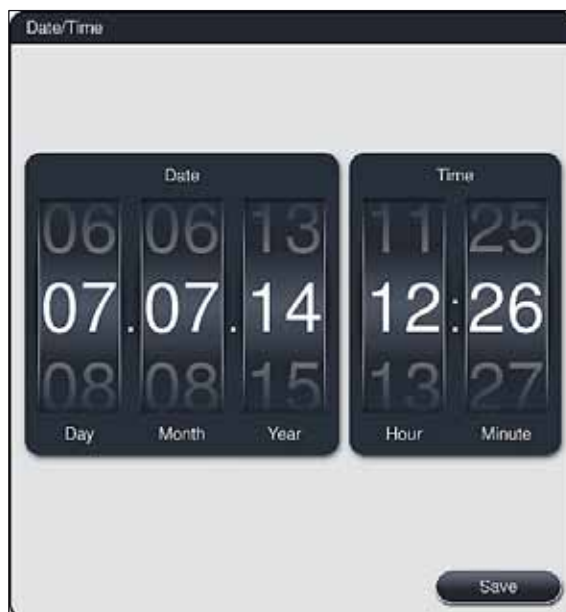 Date/Time
Date
06 06 13
07.07.14
08 08 15
Day Month Year
Time
11 25
12:26
13 27
Hour Minute
Save